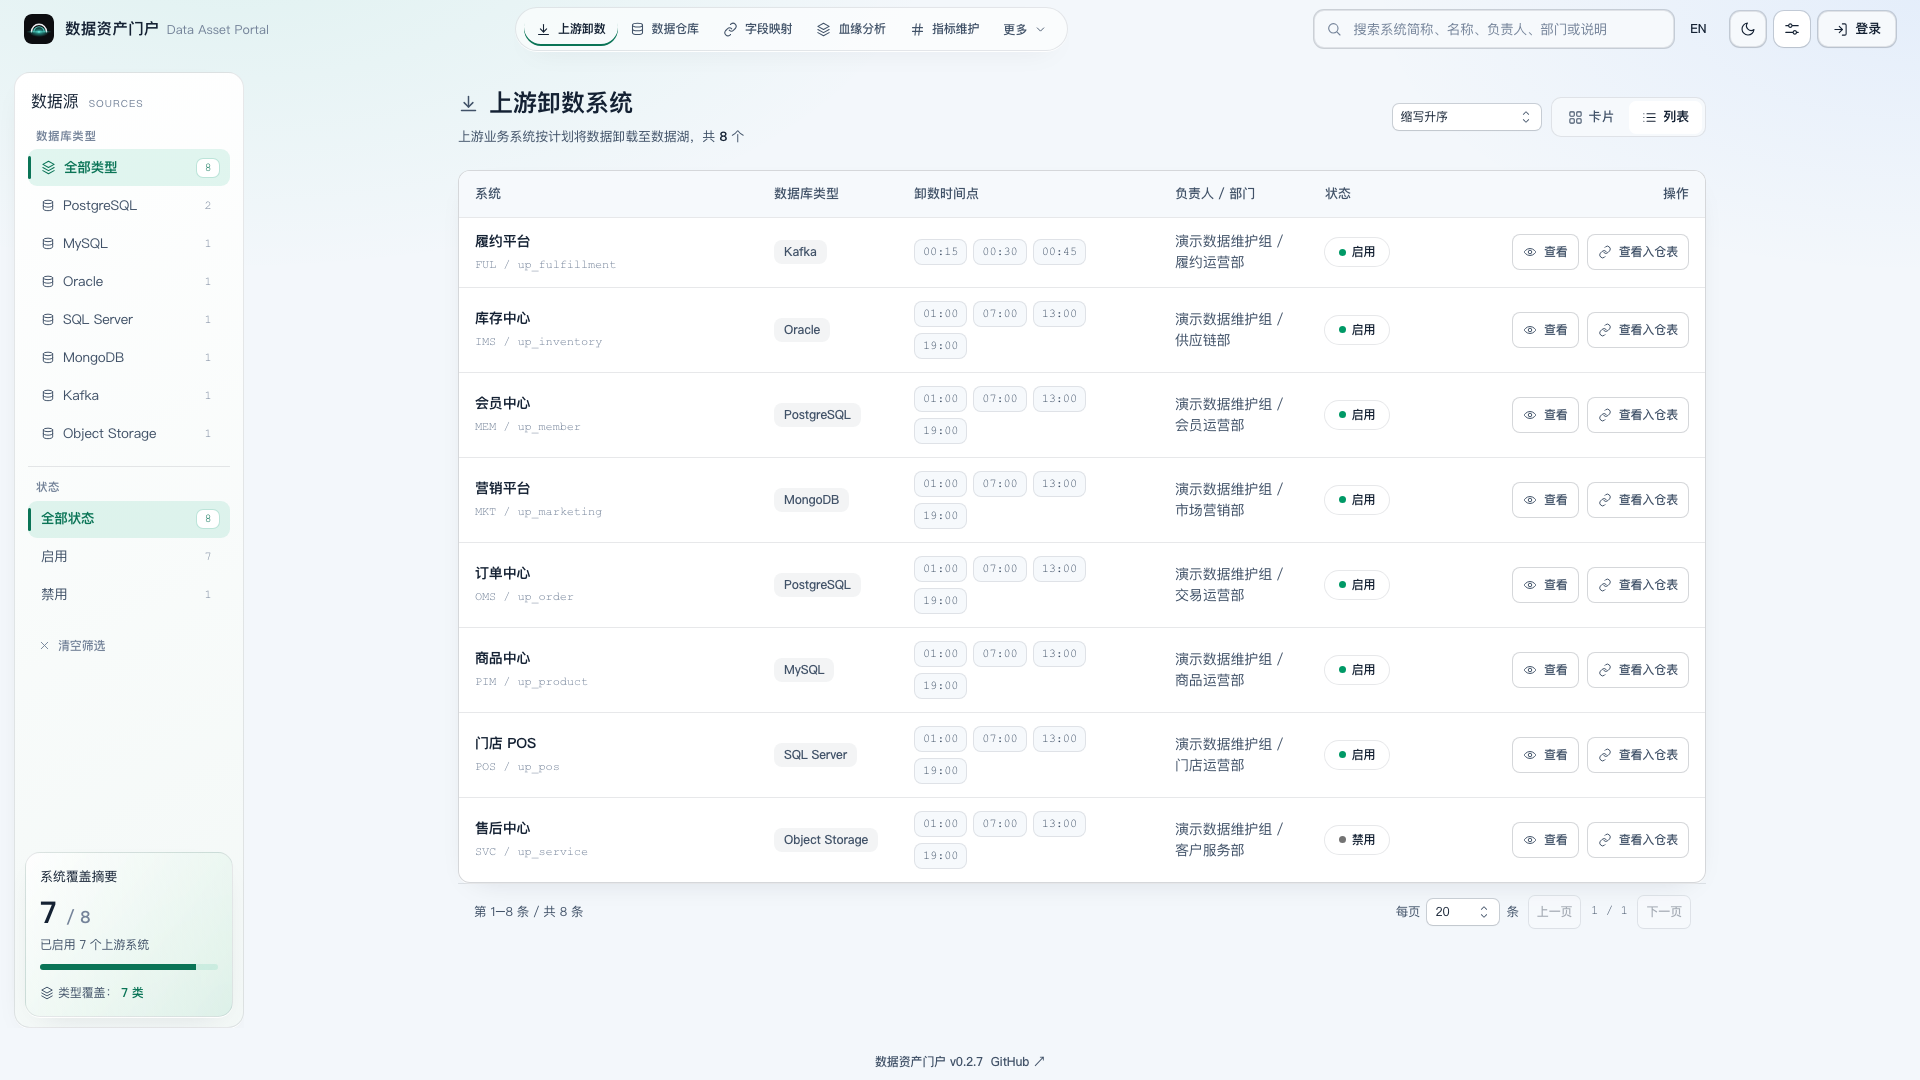 数据资产门户 Data Asset Portal
上游卸数 数据仓库 字段映射 血缘分析 指标维护 更多
搜索系统简称、名称、负责人、部门或说明
EN
登录
数据源 SOURCES
数据库类型
全部类型 8
PostgreSQL 2
MySQL 1
Oracle 1
SQL Server 1
MongoDB 1
Kafka 1
Object Storage 1
状态
全部状态 8
启用 7
禁用 1
清空筛选
系统覆盖摘要
7 / 8
已启用 7 个上游系统
类型覆盖： 7 类
上游卸数系统
上游业务系统按计划将数据卸载至数据湖，共 8 个
缩写升序
卡片 列表
系统 数据库类型 卸数时间点 负责人 / 部门 状态 操作
履约平台
FUL / up_fulfillment
Kafka
00:15 00:30 00:45
演示数据维护组 /
履约运营部
启用
查看 查看入仓表
库存中心
IMS / up_inventory
Oracle
01:00 07:00 13:00
19:00
演示数据维护组 /
供应链部
启用
查看 查看入仓表
会员中心
MEM / up_member
PostgreSQL
01:00 07:00 13:00
19:00
演示数据维护组 /
会员运营部
启用
查看 查看入仓表
营销平台
MKT / up_marketing
MongoDB
01:00 07:00 13:00
19:00
演示数据维护组 /
市场营销部
启用
查看 查看入仓表
订单中心
OMS / up_order
PostgreSQL
01:00 07:00 13:00
19:00
演示数据维护组 /
交易运营部
启用
查看 查看入仓表
商品中心
PIM / up_product
MySQL
01:00 07:00 13:00
19:00
演示数据维护组 /
商品运营部
启用
查看 查看入仓表
门店 POS
POS / up_pos
SQL Server
01:00 07:00 13:00
19:00
演示数据维护组 /
门店运营部
启用
查看 查看入仓表
售后中心
SVC / up_service
Object Storage
01:00 07:00 13:00
19:00
演示数据维护组 /
客户服务部
禁用
查看 查看入仓表
第 1—8 条 / 共 8 条
每页 20 条 上一页 1 / 1 下一页
数据资产门户 v0.2.7 GitHub ↗